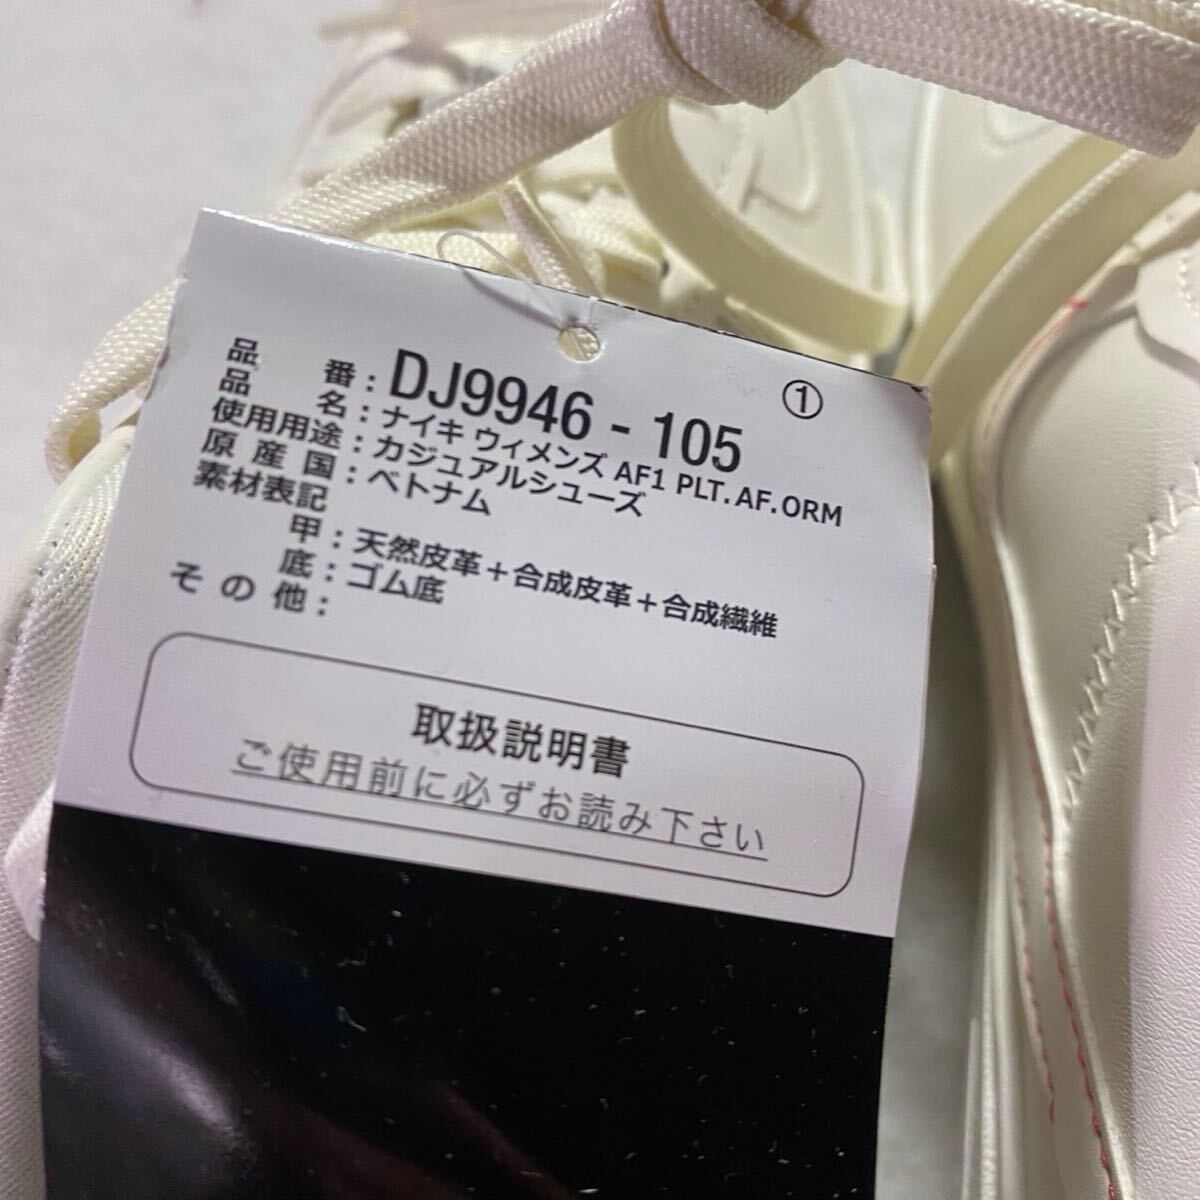 ①
品番：DJ9946 - 105
品名：ナイキ ウィメンズ AF1 PLT.AF.ORM
使用用途：カジュアルシューズ
原産国：ベトナム
素材表記
甲：天然皮革＋合成皮革＋合成繊維
底：ゴム底
その他：
取扱説明書
ご使用前に必ずお読み下さい